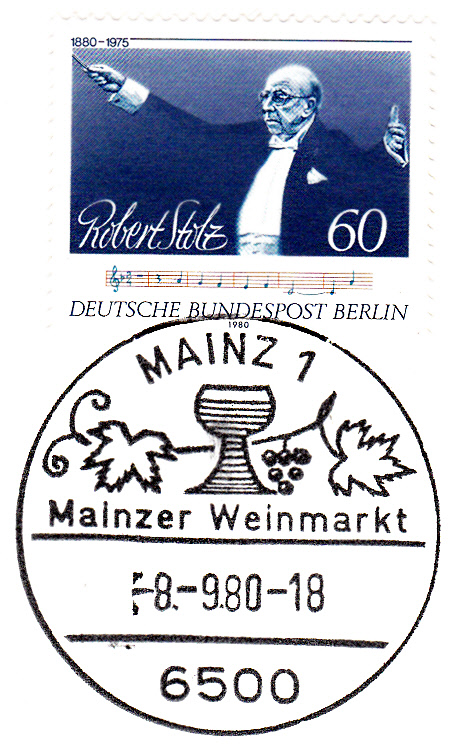 1880–1975
Robert Stolz
60
DEUTSCHE BUNDESPOST BERLIN
1980
MAINZ 1
Mainzer Weinmarkt
-8.-9.80-18
6500